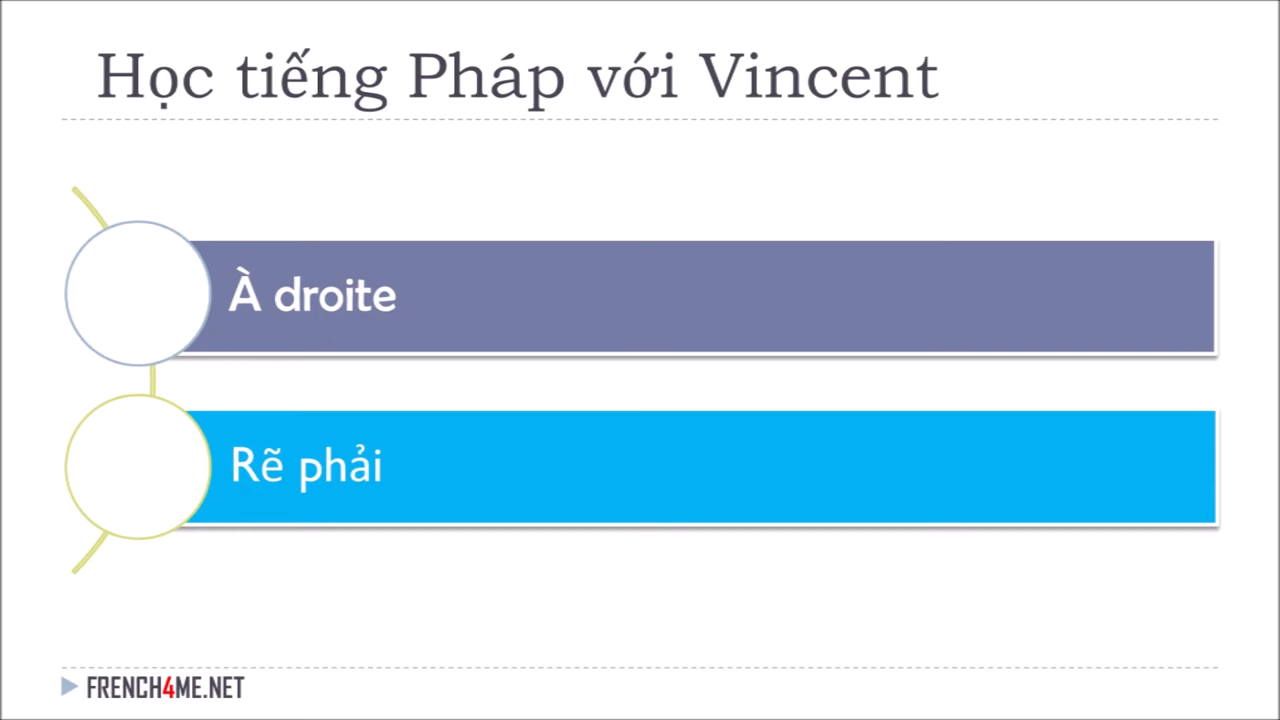 Học tiếng Pháp với Vincent
À droite
Rẽ phải
FRENCH4ME.NET